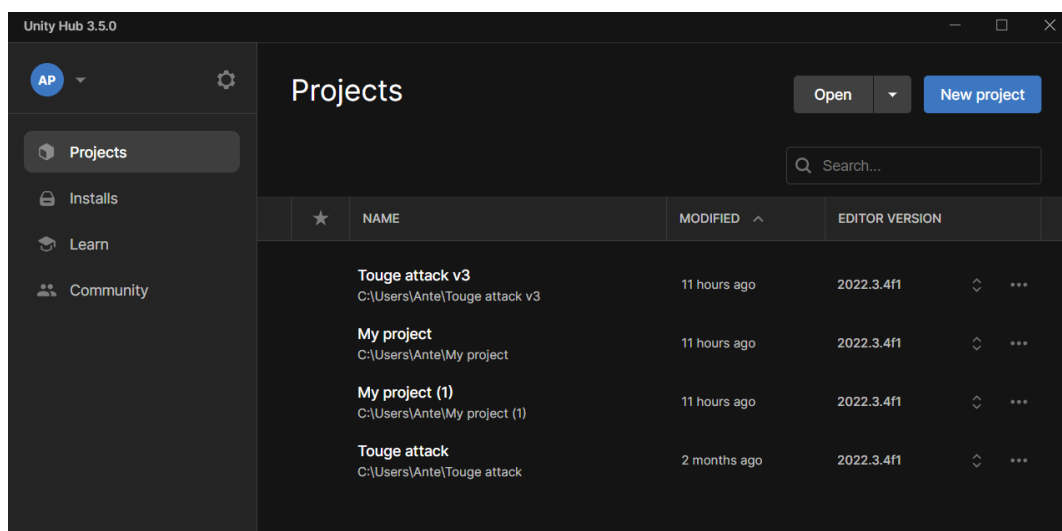 Unity Hub 3.5.0
AP
Projects
Installs
Learn
Community
Projects
Open
New project
Search...
NAME MODIFIED EDITOR VERSION
Touge attack v3
C:\Users\Ante\Touge attack v3
11 hours ago 2022.3.4f1
My project
C:\Users\Ante\My project
11 hours ago 2022.3.4f1
My project (1)
C:\Users\Ante\My project (1)
11 hours ago 2022.3.4f1
Touge attack
C:\Users\Ante\Touge attack
2 months ago 2022.3.4f1